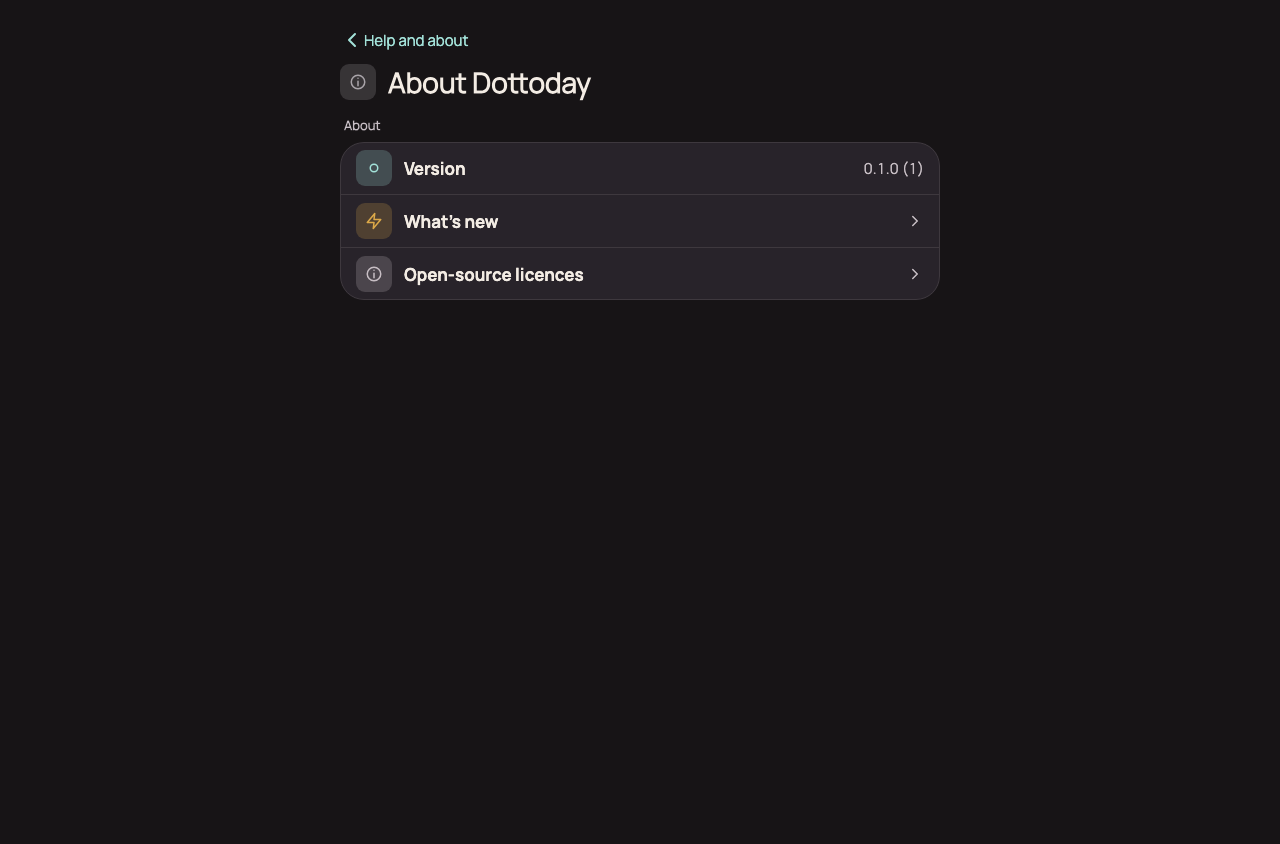 Help and about
About Dottoday
About
Version 0.1.0 (1)
What's new
Open-source licences